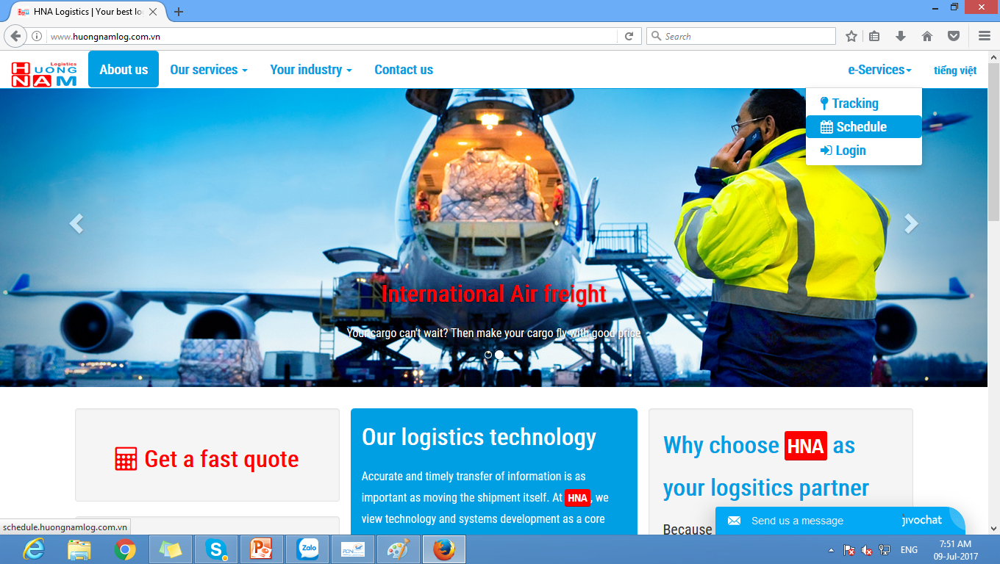 HNA Logistics | Your best lo
www.huongnamlog.com.vn
Search
Logistics
HUONG
NAM
About us
Our services
Your industry
Contact us
e-Services
tiếng việt
Tracking
Schedule
Login
International Air freight
Your cargo can't wait? Then make your cargo fly with good price
Get a fast quote
Our logistics technology
Accurate and timely transfer of information is as
important as moving the shipment itself. At HNA, we
view technology and systems development as a core
Why choose HNA as
your logsitics partner
Because
Send us a message
jivochat
schedule.huongnamlog.com.vn
Zalo
ENG
7:51 AM
09-Jul-2017